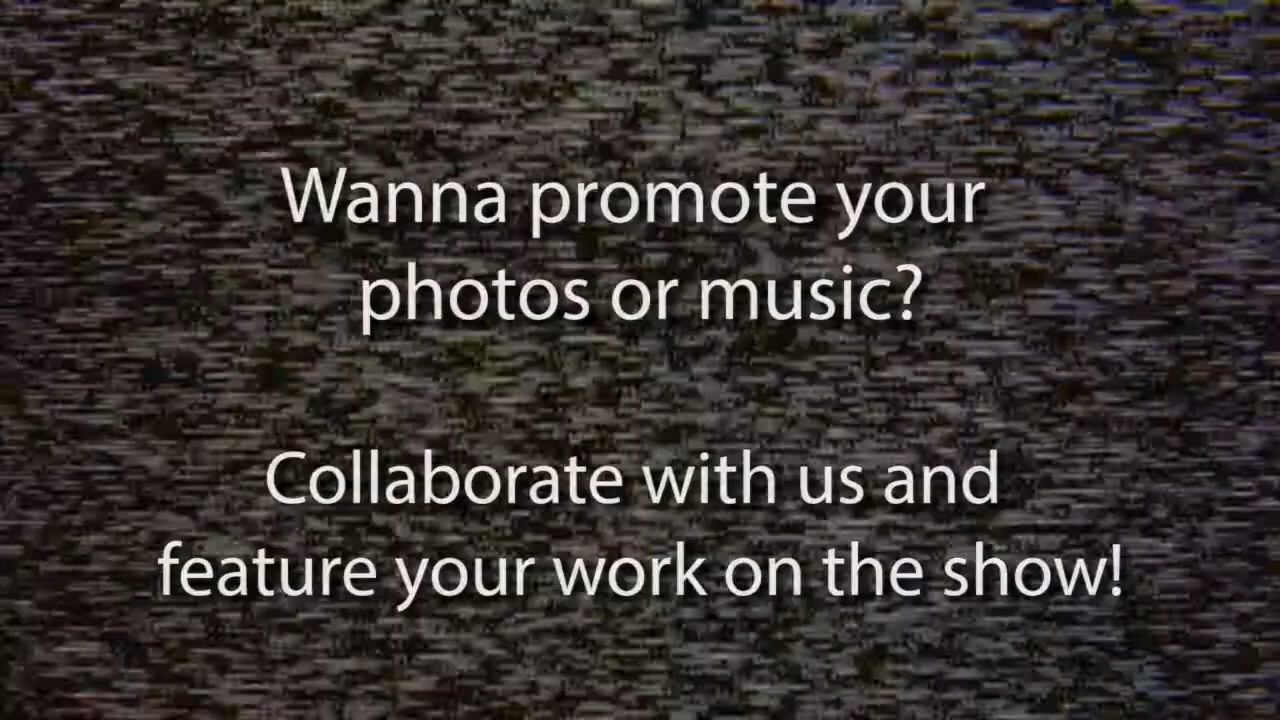 Wanna promote your
photos or music?
Collaborate with us and
feature your work on the show!